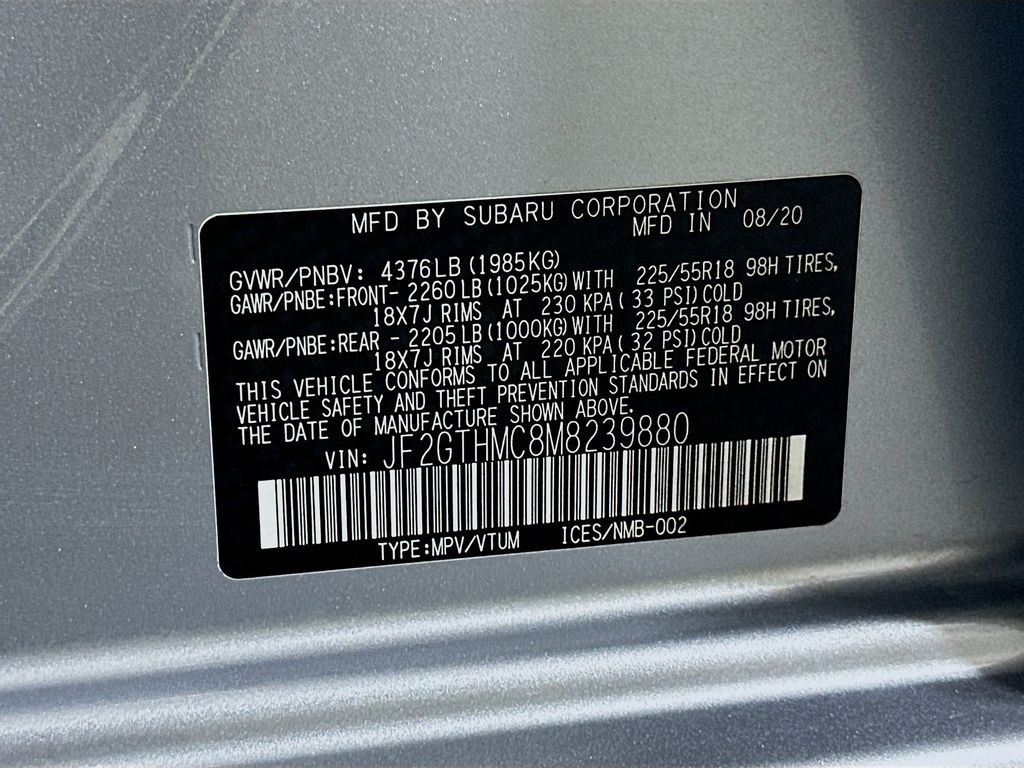 MFD BY SUBARU CORPORATION
MFD IN 08/20
GVWR/PNBV: 4376LB (1985KG)
GAWR/PNBE:FRONT- 2260 LB (1025KG) WITH 225/55R18 98H TIRES,
18X7J RIMS AT 230 KPA ( 33 PSI) COLD
GAWR/PNBE:REAR - 2205 LB (1000KG) WITH 225/55R18 98H TIRES,
18X7J RIMS AT 220 KPA ( 32 PSI) COLD
THIS VEHICLE CONFORMS TO ALL APPLICABLE FEDERAL MOTOR
VEHICLE SAFETY AND THEFT PREVENTION STANDARDS IN EFFECT ON
THE DATE OF MANUFACTURE SHOWN ABOVE.
VIN: JF2GTHMC8M8239880
TYPE:MPV/VTUM ICES/NMB-002